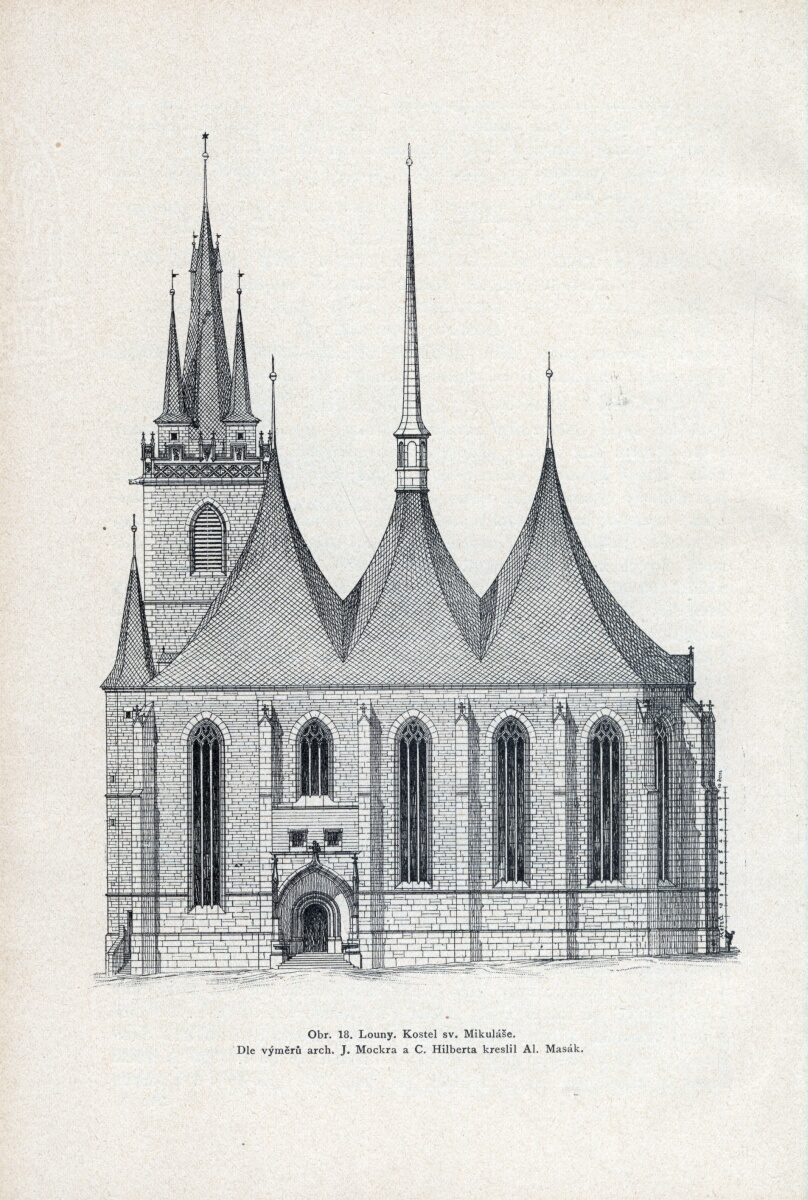 Obr. 18. Louny. Kostel sv. Mikuláše.
Dle výměrů arch. J. Mockra a C. Hilberta kreslil Al. Masák.